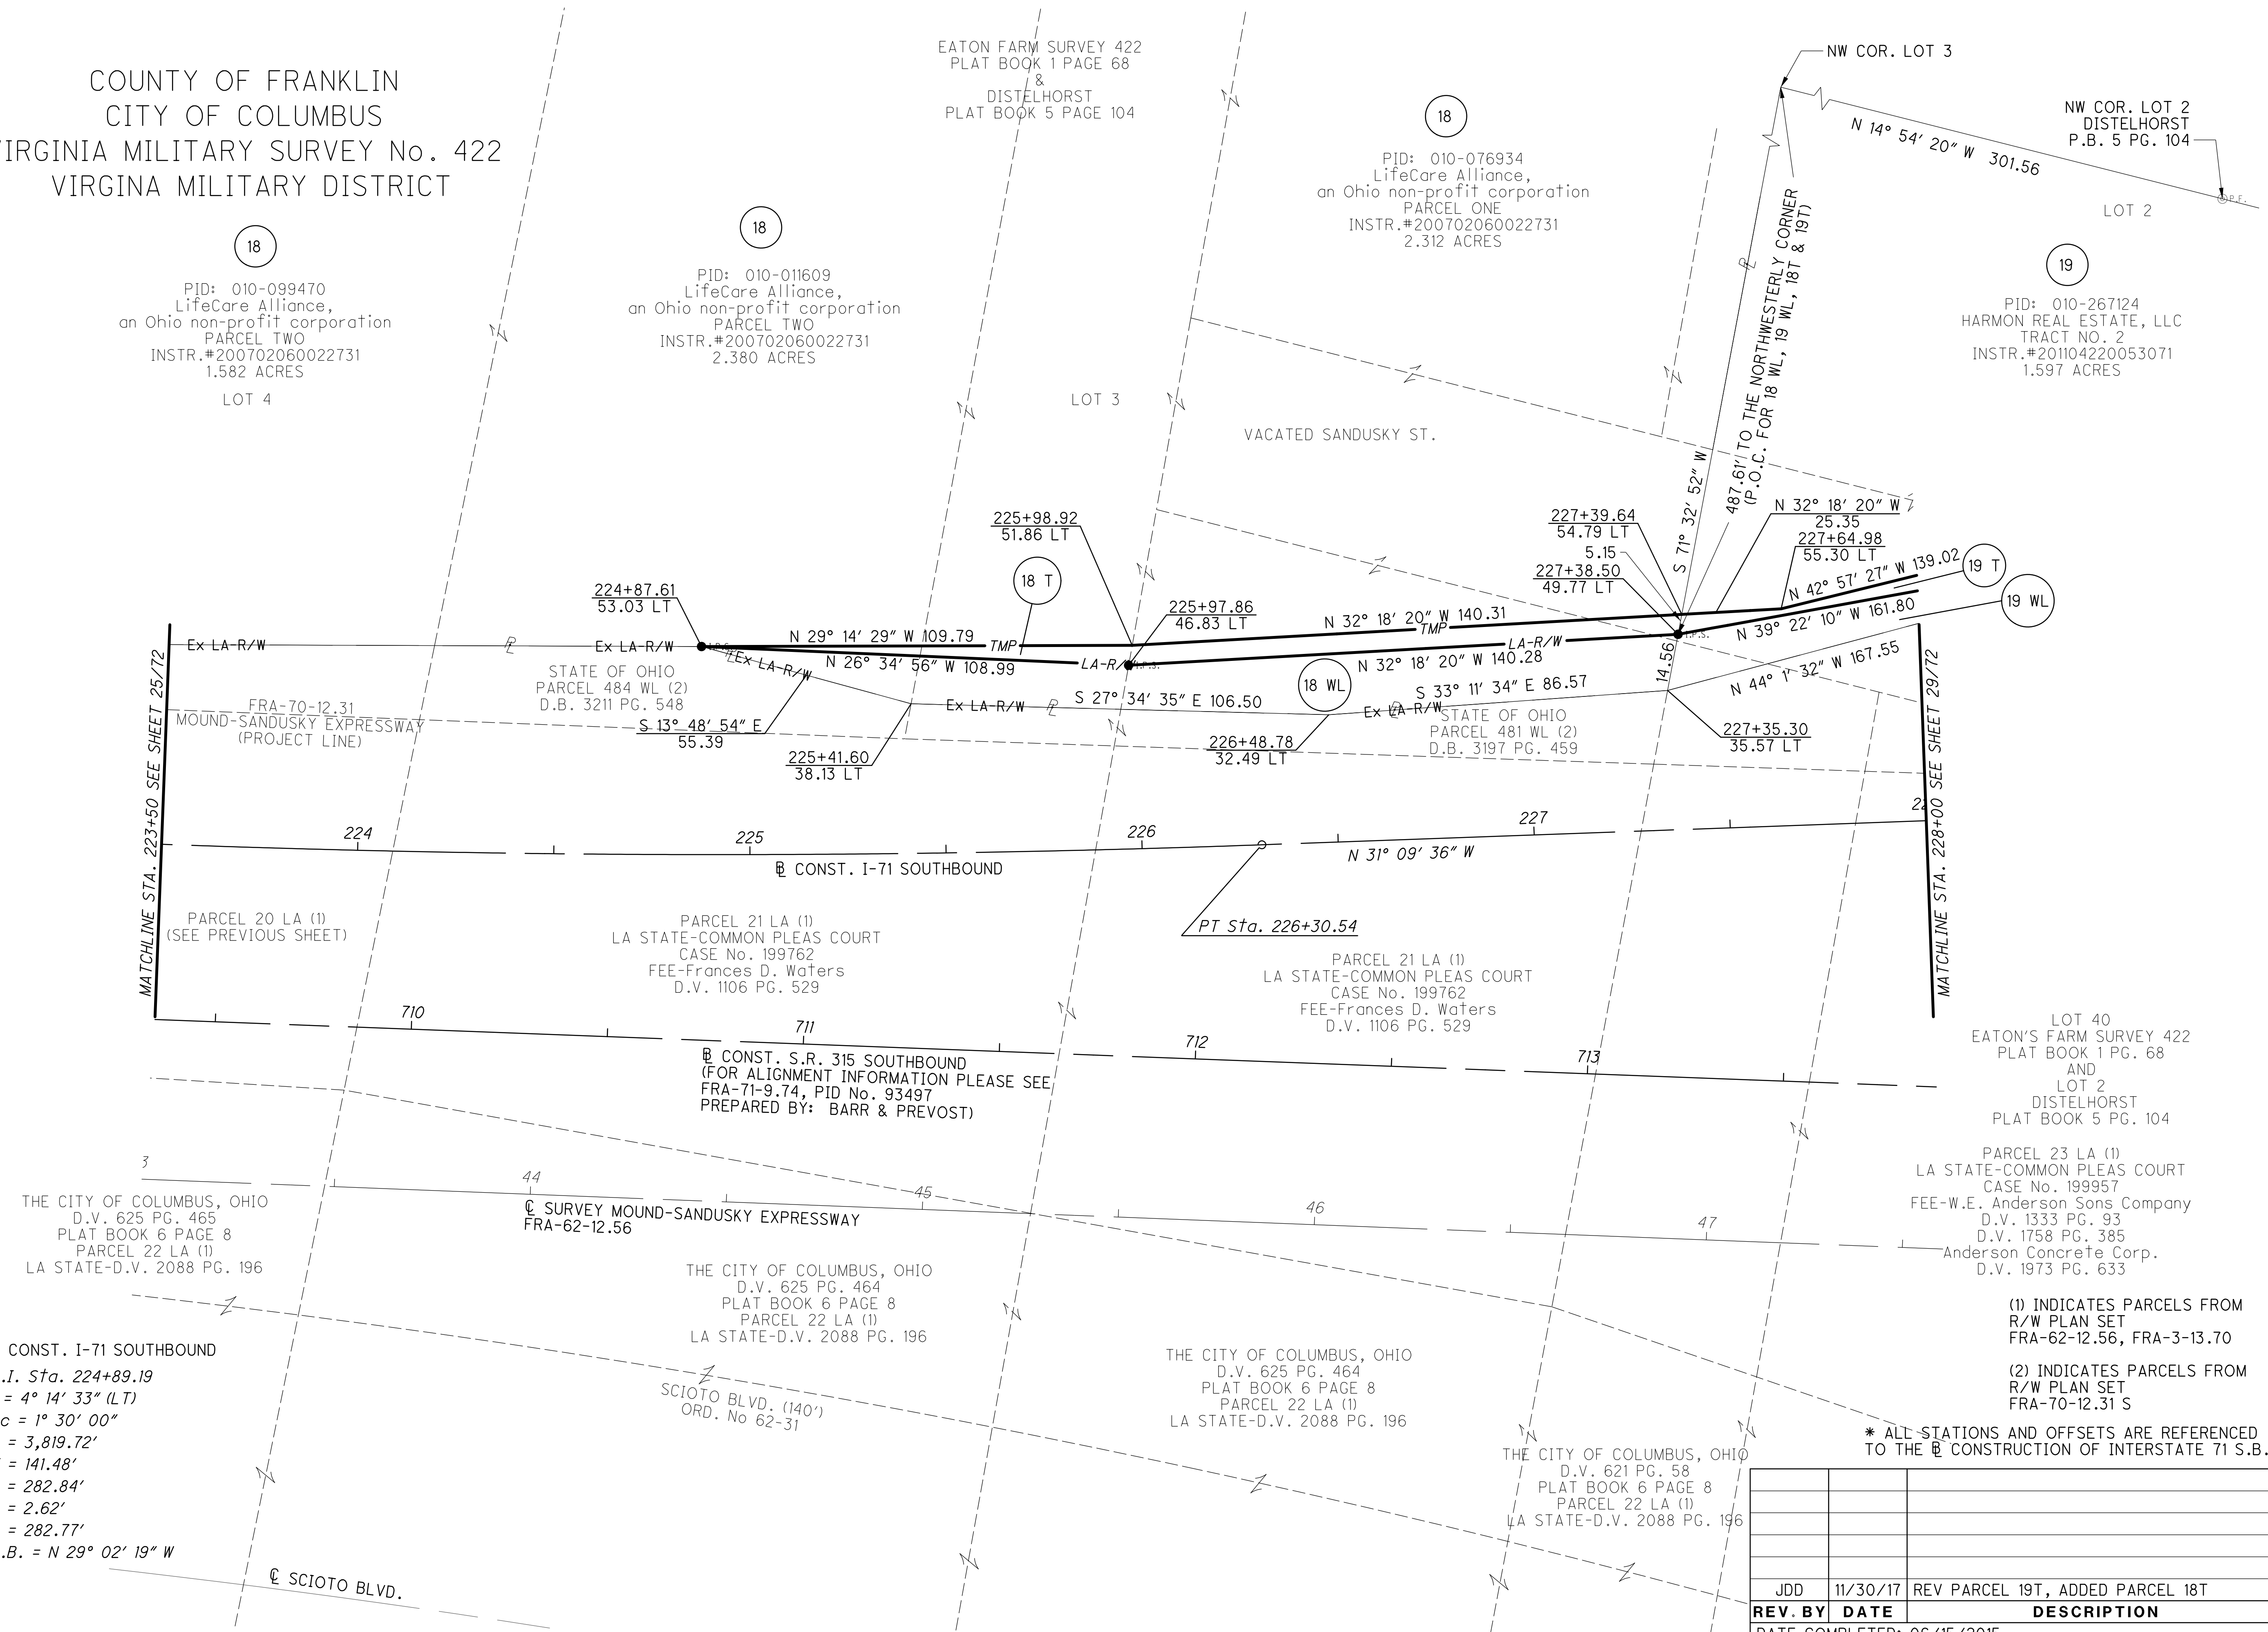 COUNTY OF FRANKLIN
CITY OF COLUMBUS
VIRGINIA MILITARY SURVEY No. 422
VIRGINA MILITARY DISTRICT
EATON FARM SURVEY 422
PLAT BOOK 1 PAGE 68
&
DISTELHORST
PLAT BOOK 5 PAGE 104
NW COR. LOT 3
NW COR. LOT 2
DISTELHORST
P.B. 5 PG. 104
N 14° 54' 20" W 301.56
I.P.F.
LOT 2
18
PID: 010-099470
LifeCare Alliance,
an Ohio non-profit corporation
PARCEL TWO
INSTR.#200702060022731
1.582 ACRES
LOT 4
18
PID: 010-011609
LifeCare Alliance,
an Ohio non-profit corporation
PARCEL TWO
INSTR.#200702060022731
2.380 ACRES
LOT 3
18
PID: 010-076934
LifeCare Alliance,
an Ohio non-profit corporation
PARCEL ONE
INSTR.#200702060022731
2.312 ACRES
19
PID: 010-267124
HARMON REAL ESTATE, LLC
TRACT NO. 2
INSTR.#201104220053071
1.597 ACRES
VACATED SANDUSKY ST.
S 71° 32' 52" W
487.61' TO THE NORTHWESTERLY CORNER
(P.O.C. FOR 18 WL, 19 WL, 18T & 19T)
PL
224+87.61
53.03 LT
225+98.92
51.86 LT
18 T
225+97.86
46.83 LT
227+39.64
54.79 LT
5.15
227+38.50
49.77 LT
N 32° 18' 20" W
25.35
227+64.98
55.30 LT
N 42° 57' 27" W 139.02
19 T
19 WL
N 39° 22' 10" W 161.80
N 44° 1' 32" W 167.55
Ex LA-R/W
PL
Ex LA-R/W
I.P.F.
N 29° 14' 29" W 109.79
TMP
N 26° 34' 56" W 108.99
LA-R/W
I.P.S.
N 32° 18' 20" W 140.31
TMP
N 32° 18' 20" W 140.28
LA-R/W
I.P.S.
14.56
Ex LA-R/W
STATE OF OHIO
PARCEL 484 WL (2)
D.B. 3211 PG. 548
FRA-70-12.31
MOUND-SANDUSKY EXPRESSWAY
(PROJECT LINE)
S 13° 48' 54" E
55.39
225+41.60
38.13 LT
Ex LA-R/W
PL
S 27° 34' 35" E 106.50
18 WL
S 33° 11' 34" E 86.57
Ex LA-R/W
PL
226+48.78
32.49 LT
STATE OF OHIO
PARCEL 481 WL (2)
D.B. 3197 PG. 459
227+35.30
35.57 LT
MATCHLINE STA. 223+50 SEE SHEET 25/72
MATCHLINE STA. 228+00 SEE SHEET 29/72
224
225
226
227
22
BL CONST. I-71 SOUTHBOUND
N 31° 09' 36" W
PT Sta. 226+30.54
PARCEL 20 LA (1)
(SEE PREVIOUS SHEET)
PARCEL 21 LA (1)
LA STATE-COMMON PLEAS COURT
CASE No. 199762
FEE-Frances D. Waters
D.V. 1106 PG. 529
PARCEL 21 LA (1)
LA STATE-COMMON PLEAS COURT
CASE No. 199762
FEE-Frances D. Waters
D.V. 1106 PG. 529
710
711
712
713
BL CONST. S.R. 315 SOUTHBOUND
(FOR ALIGNMENT INFORMATION PLEASE SEE
FRA-71-9.74, PID No. 93497
PREPARED BY: BARR & PREVOST)
LOT 40
EATON'S FARM SURVEY 422
PLAT BOOK 1 PG. 68
AND
LOT 2
DISTELHORST
PLAT BOOK 5 PG. 104
PARCEL 23 LA (1)
LA STATE-COMMON PLEAS COURT
CASE No. 199957
FEE-W.E. Anderson Sons Company
D.V. 1333 PG. 93
D.V. 1758 PG. 385
Anderson Concrete Corp.
D.V. 1973 PG. 633
3
44
45
46
47
CL SURVEY MOUND-SANDUSKY EXPRESSWAY
FRA-62-12.56
THE CITY OF COLUMBUS, OHIO
D.V. 625 PG. 465
PLAT BOOK 6 PAGE 8
PARCEL 22 LA (1)
LA STATE-D.V. 2088 PG. 196
THE CITY OF COLUMBUS, OHIO
D.V. 625 PG. 464
PLAT BOOK 6 PAGE 8
PARCEL 22 LA (1)
LA STATE-D.V. 2088 PG. 196
THE CITY OF COLUMBUS, OHIO
D.V. 625 PG. 464
PLAT BOOK 6 PAGE 8
PARCEL 22 LA (1)
LA STATE-D.V. 2088 PG. 196
THE CITY OF COLUMBUS, OHIO
D.V. 621 PG. 58
PLAT BOOK 6 PAGE 8
PARCEL 22 LA (1)
LA STATE-D.V. 2088 PG. 196
SCIOTO BLVD. (140')
ORD. No 62-31
CL SCIOTO BLVD.
CONST. I-71 SOUTHBOUND
.I. Sta. 224+89.19
= 4° 14' 33" (LT)
c = 1° 30' 00"
= 3,819.72'
= 141.48'
= 282.84'
= 2.62'
= 282.77'
.B. = N 29° 02' 19" W
(1) INDICATES PARCELS FROM
R/W PLAN SET
FRA-62-12.56, FRA-3-13.70
(2) INDICATES PARCELS FROM
R/W PLAN SET
FRA-70-12.31 S
* ALL STATIONS AND OFFSETS ARE REFERENCED
TO THE BL CONSTRUCTION OF INTERSTATE 71 S.B.
JDD 11/30/17 REV PARCEL 19T, ADDED PARCEL 18T
REV. BY DATE DESCRIPTION
DATE COMPLETED: 06/15/2015